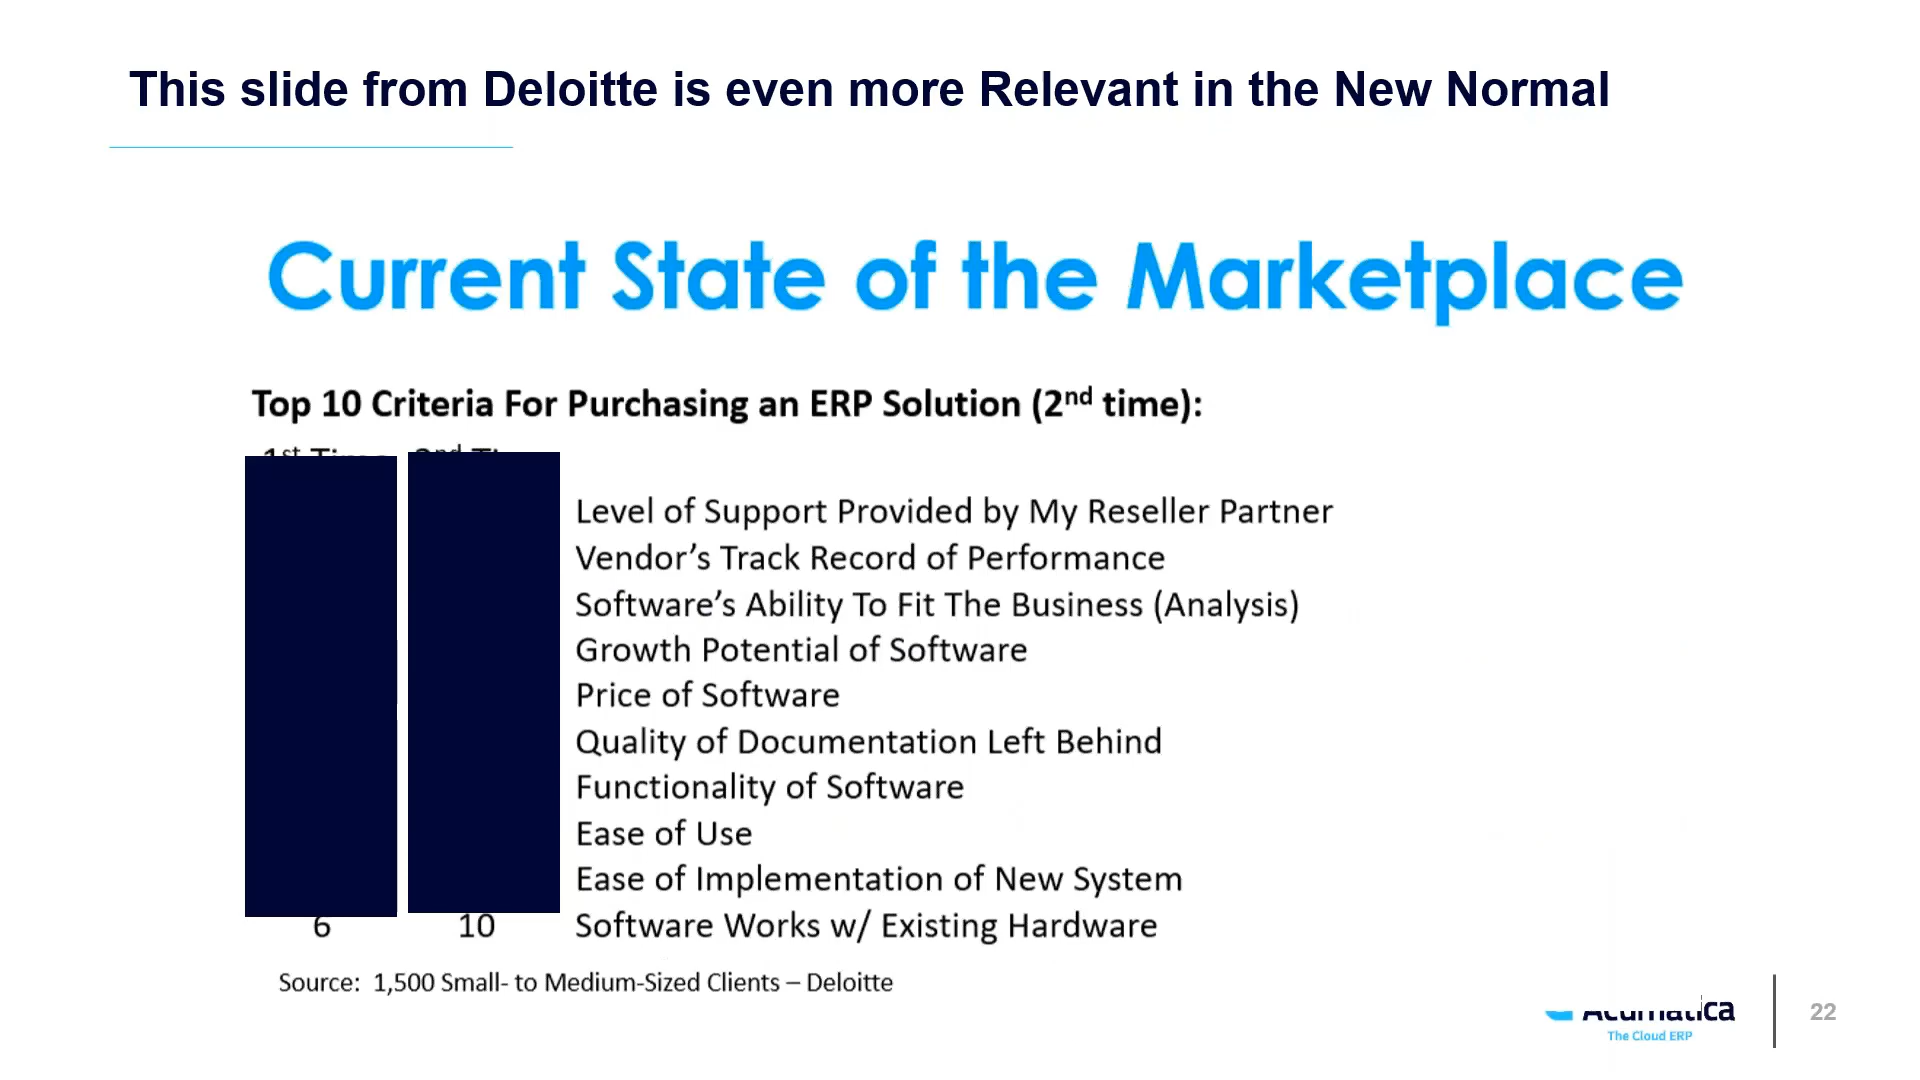 This slide from Deloitte is even more Relevant in the New Normal
Current State of the Marketplace
Top 10 Criteria For Purchasing an ERP Solution (2nd time):
1st Time 2nd
Level of Support Provided by My Reseller Partner
Vendor’s Track Record of Performance
Software’s Ability To Fit The Business (Analysis)
Growth Potential of Software
Price of Software
Quality of Documentation Left Behind
Functionality of Software
Ease of Use
Ease of Implementation of New System
6 10 Software Works w/ Existing Hardware
Source: 1,500 Small- to Medium-Sized Clients – Deloitte
Acumatica
The Cloud ERP
22